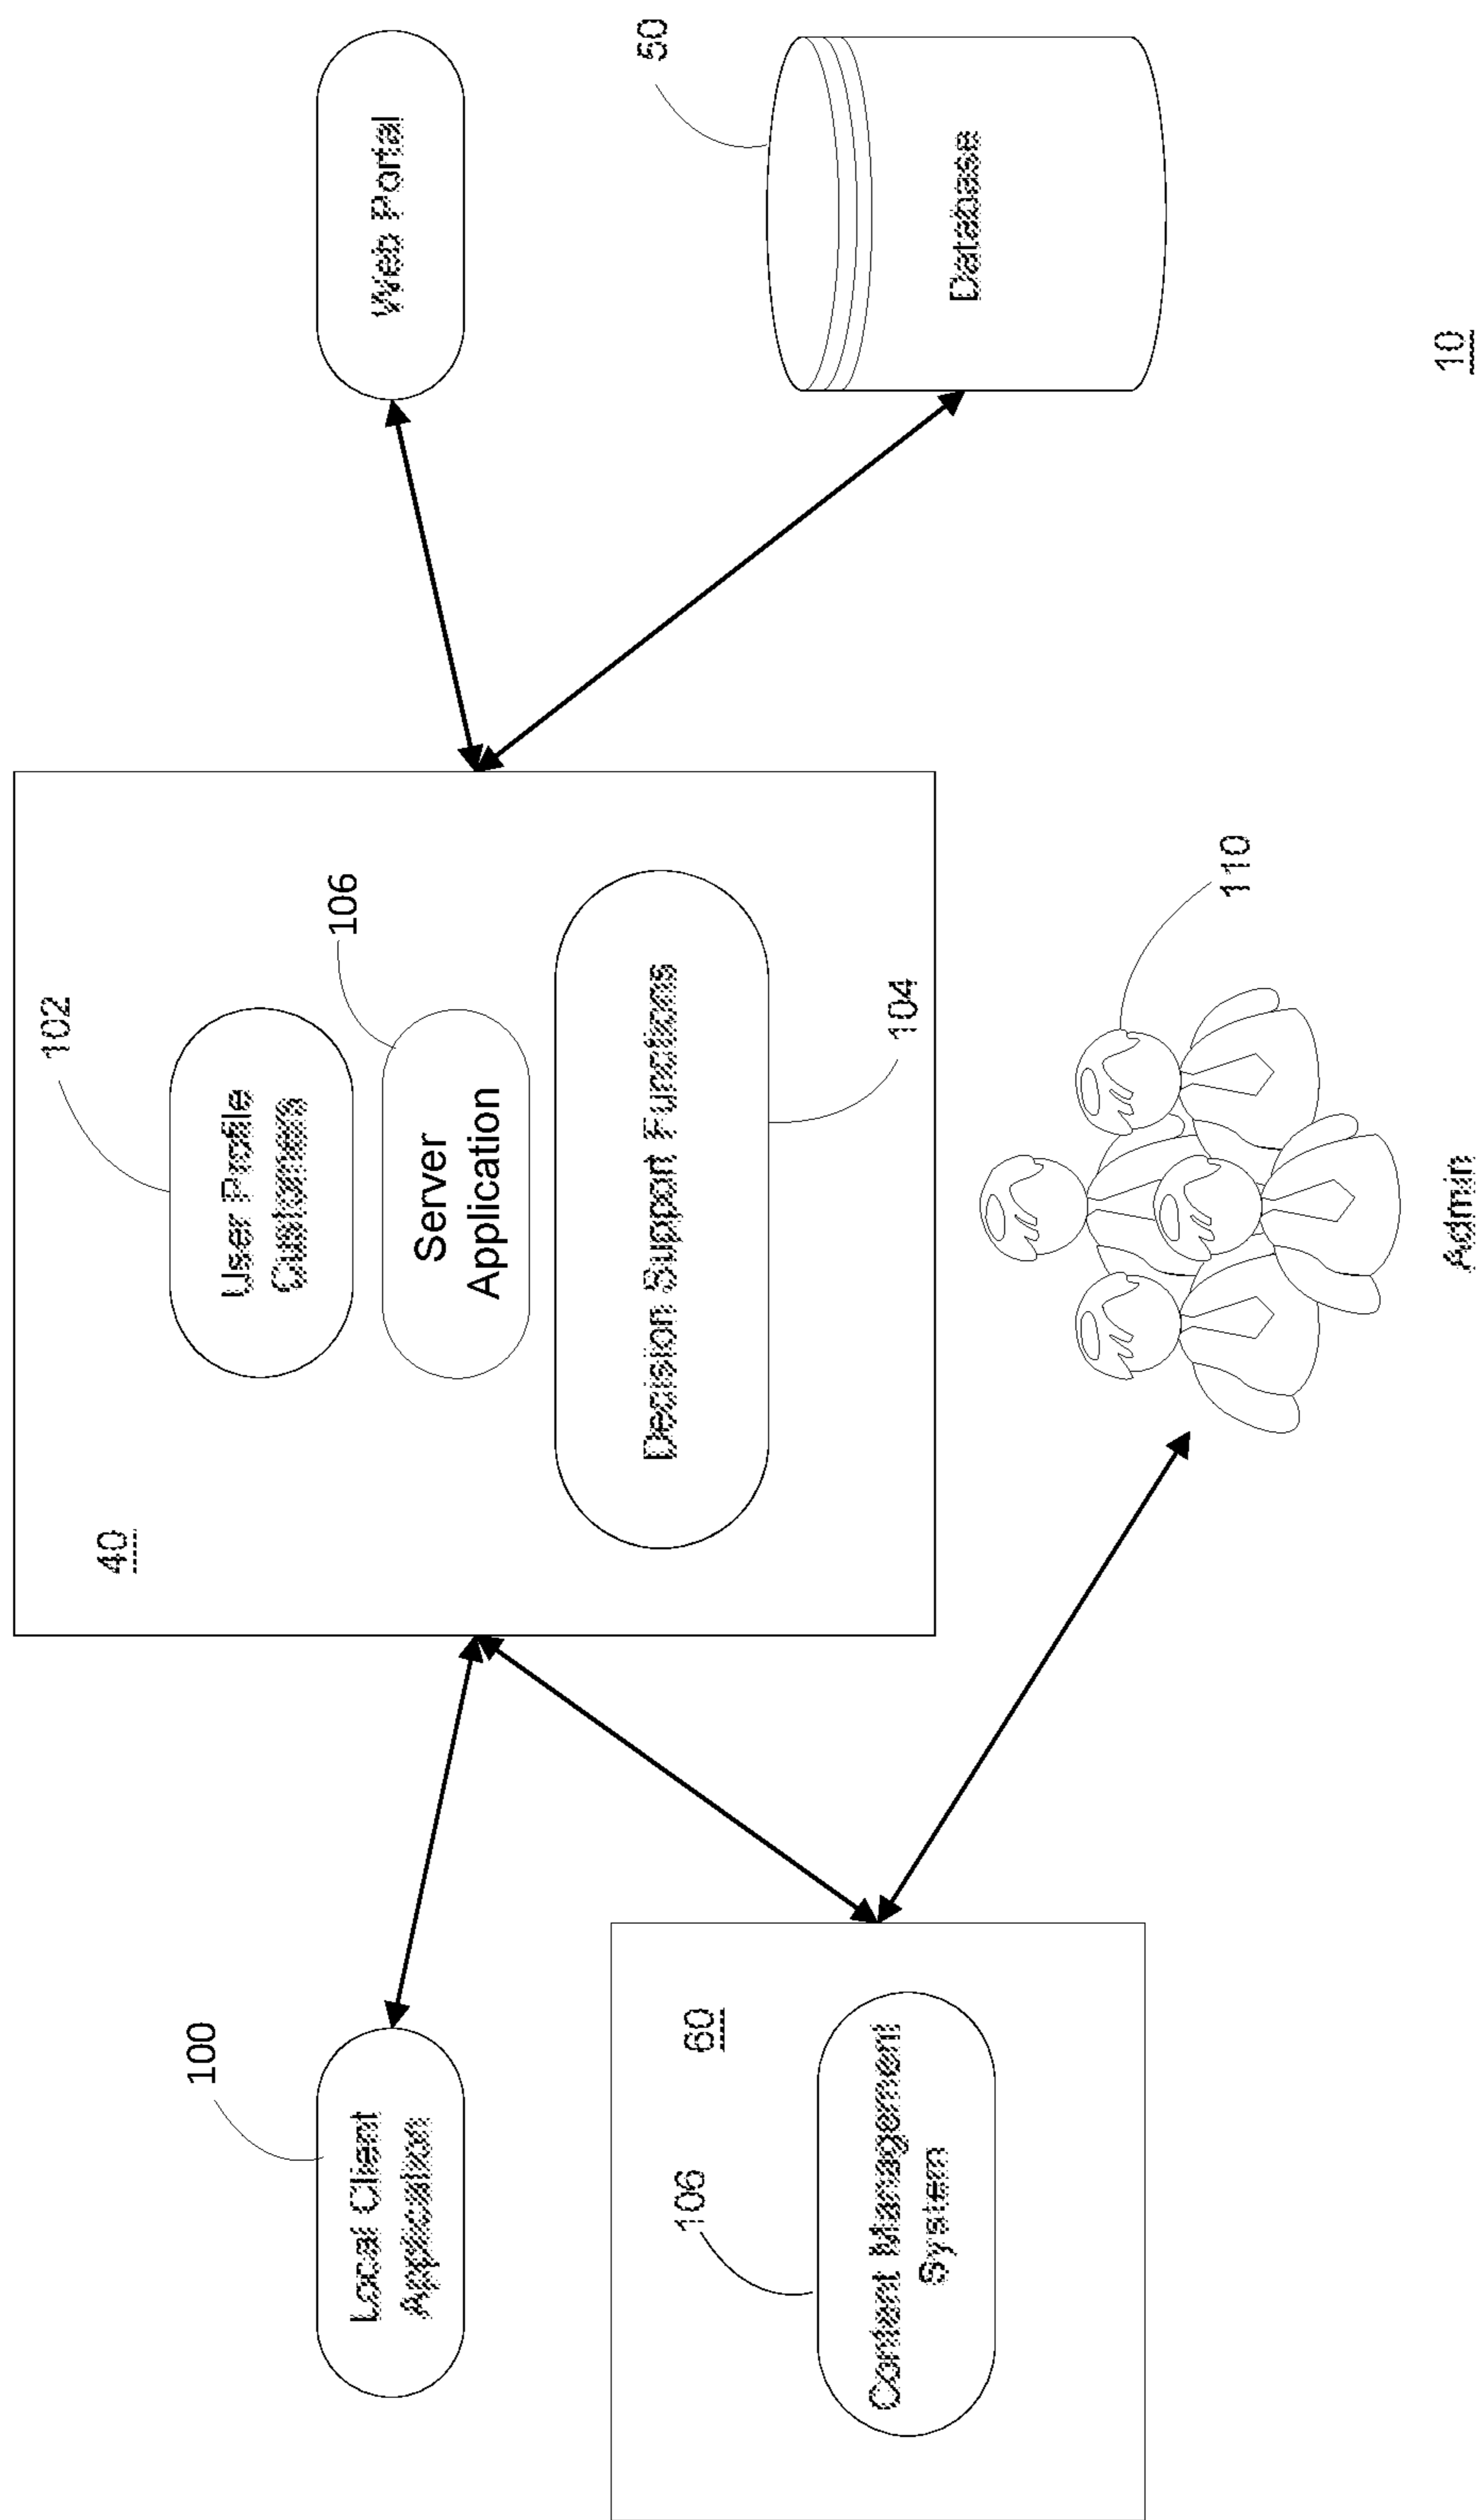 100
Local Client
Application
106
60
Content Management
System
40
102
User Profile
Customers
106
Server
Application
Decision Support Functions
104
110
Admin
Web Portal
50
Database
10